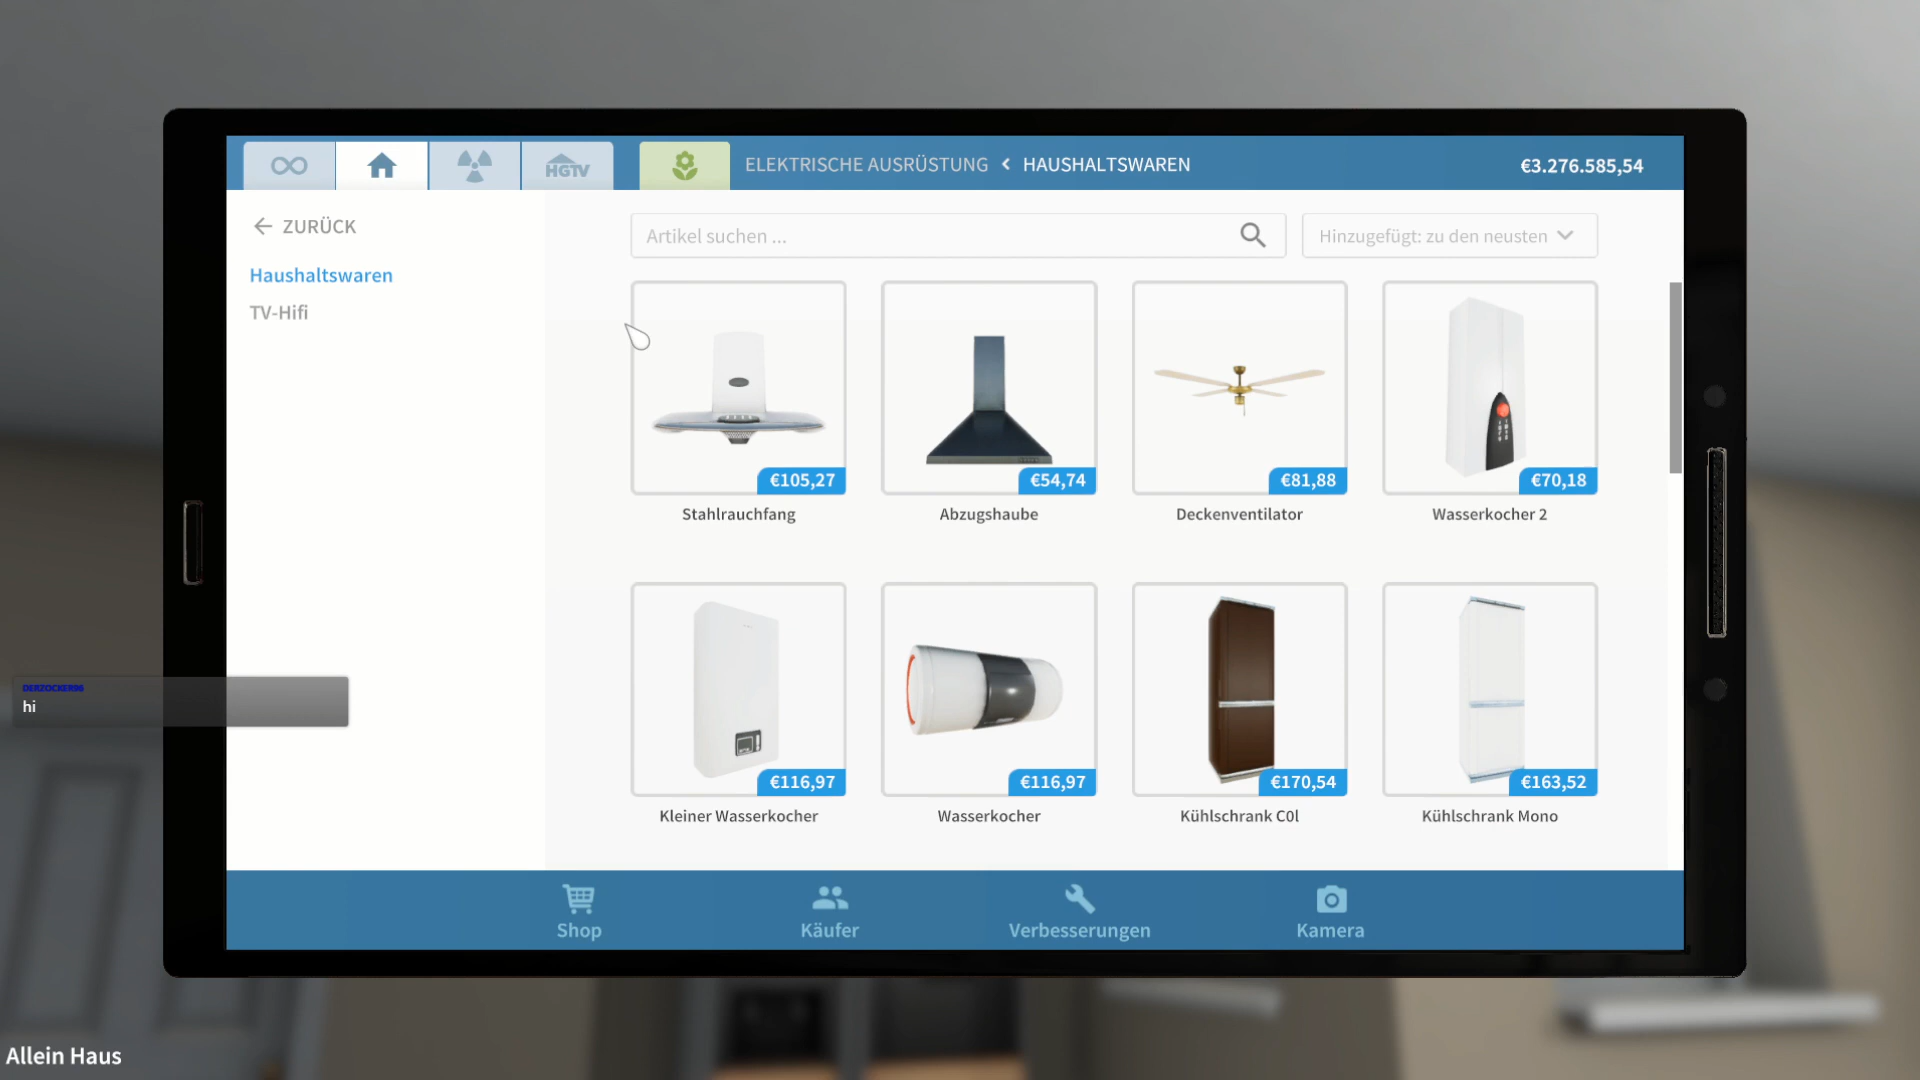 HGTV
ELEKTRISCHE AUSRÜSTUNG < HAUSHALTSWAREN
€3.276.585,54
← ZURÜCK
Haushaltswaren
TV-Hifi
Artikel suchen ...
Hinzugefügt: zu den neusten
€105,27
€54,74
€81,88
€70,18
Stahlrauchfang
Abzugshaube
Deckenventilator
Wasserkocher 2
€116,97
€116,97
€170,54
€163,52
Kleiner Wasserkocher
Wasserkocher
Kühlschrank C0l
Kühlschrank Mono
DERZOCKER96
hi
Shop
Käufer
Verbesserungen
Kamera
Allein Haus